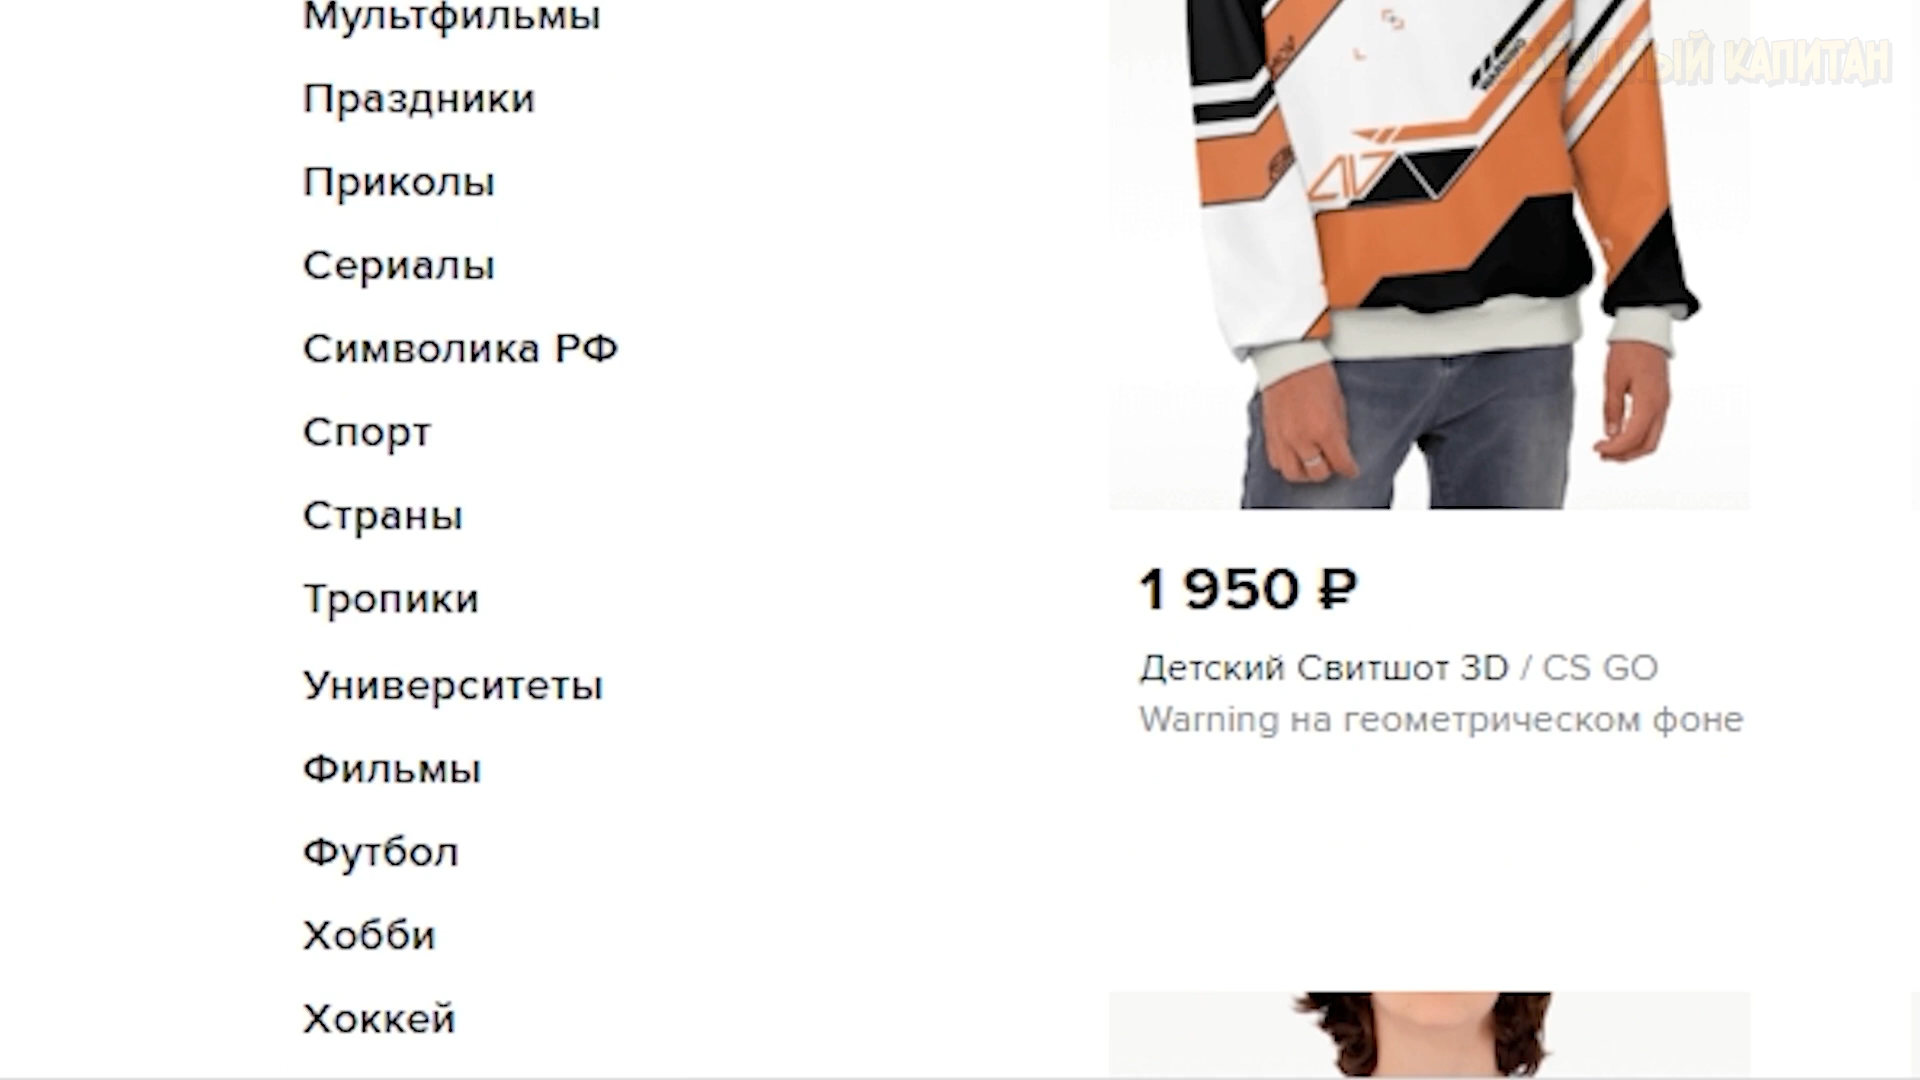 Мультфильмы
Праздники
Приколы
Сериалы
Символика РФ
Спорт
Страны
Тропики
Университеты
Фильмы
Футбол
Хобби
Хоккей
КАПИТАН
1 950 ₽
Детский Свитшот 3D / CS GO
Warning на геометрическом фоне